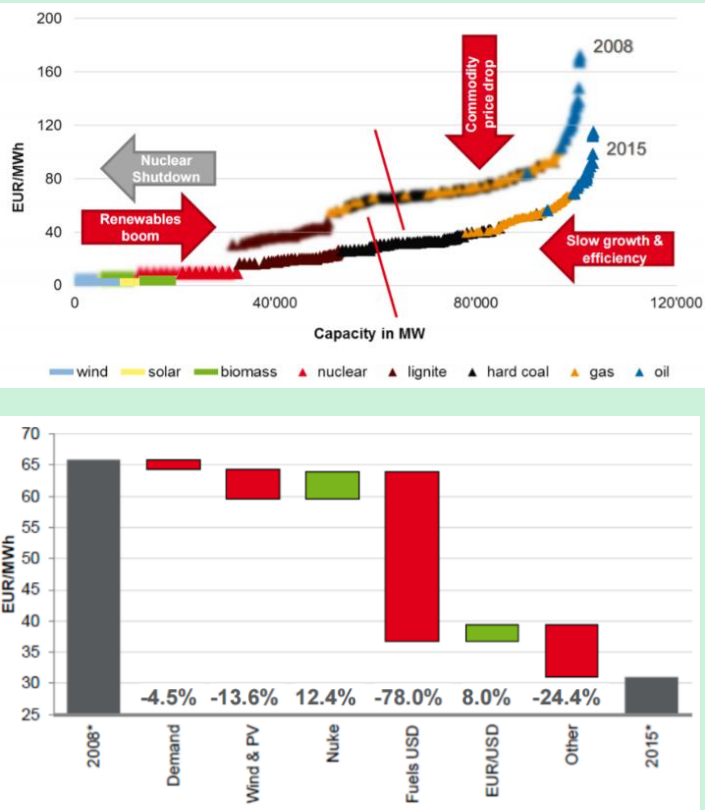 200
160
120
80
40
0
EUR/MWh
0
40'000
80'000
120'000
Capacity in MW
Nuclear
Shutdown
Renewables
boom
Commodity
price drop
2008
2015
Slow growth &
efficiency
wind solar biomass nuclear lignite hard coal gas oil
70
65
60
55
50
45
40
35
30
25
EUR/MWh
-4.5% -13.6% 12.4% -78.0% 8.0% -24.4%
2008*
Demand
Wind & PV
Nuke
Fuels USD
EUR/USD
Other
2015*